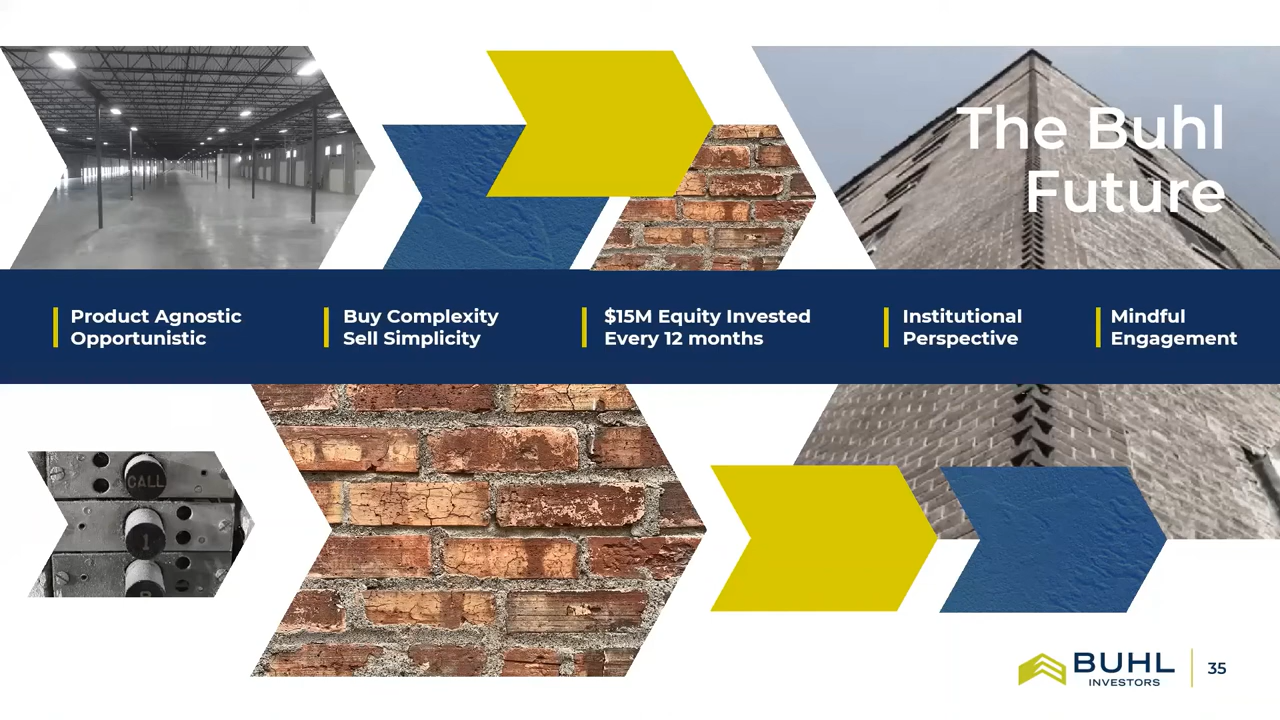 The Buhl
Future
Product Agnostic
Opportunistic
Buy Complexity
Sell Simplicity
$15M Equity Invested
Every 12 months
Institutional
Perspective
Mindful
Engagement
CALL
1
BUHL
INVESTORS
35